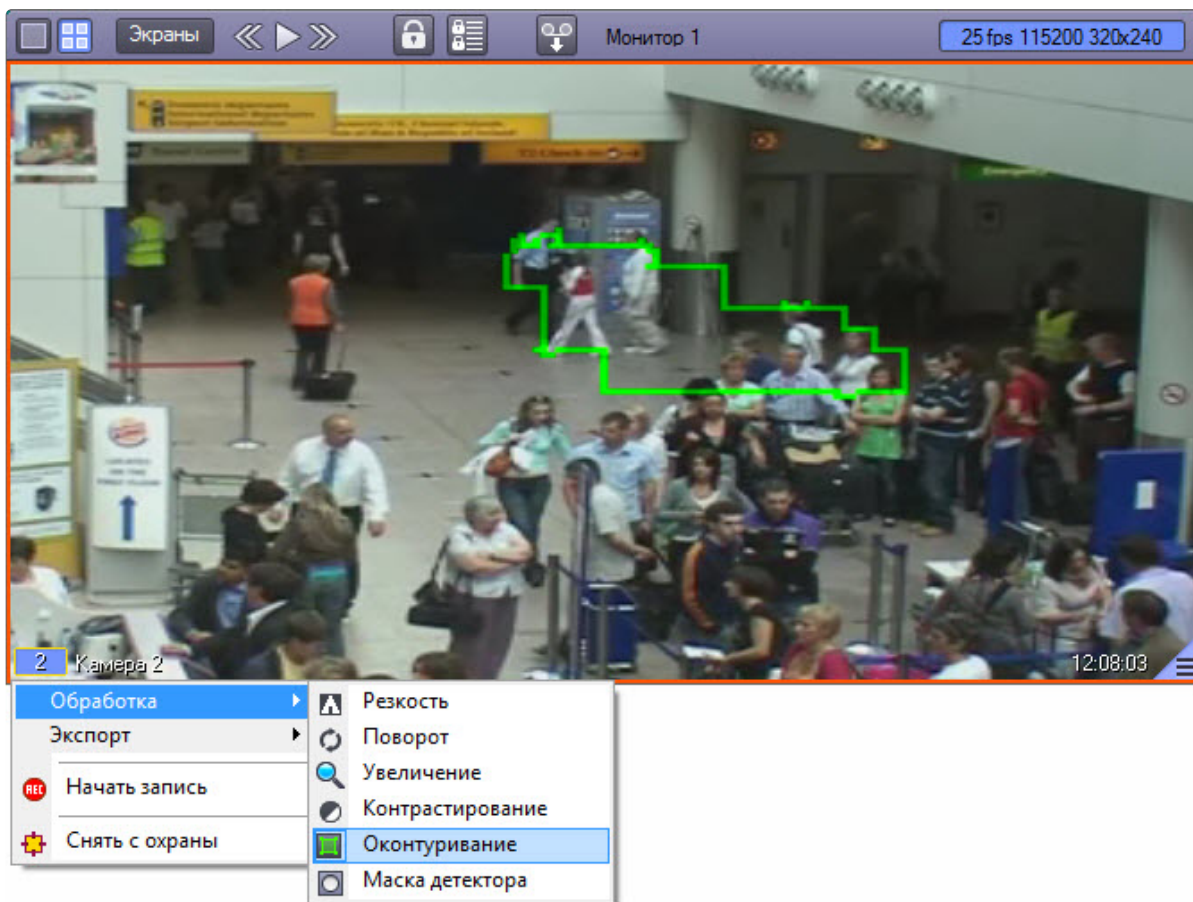 Экраны
Монитор 1
25 fps 115200 320x240
2 Камера 2
12:08:03
Обработка
Экспорт
Начать запись
Снять с охраны
Резкость
Поворот
Увеличение
Контрастирование
Оконтуривание
Маска детектора
REC